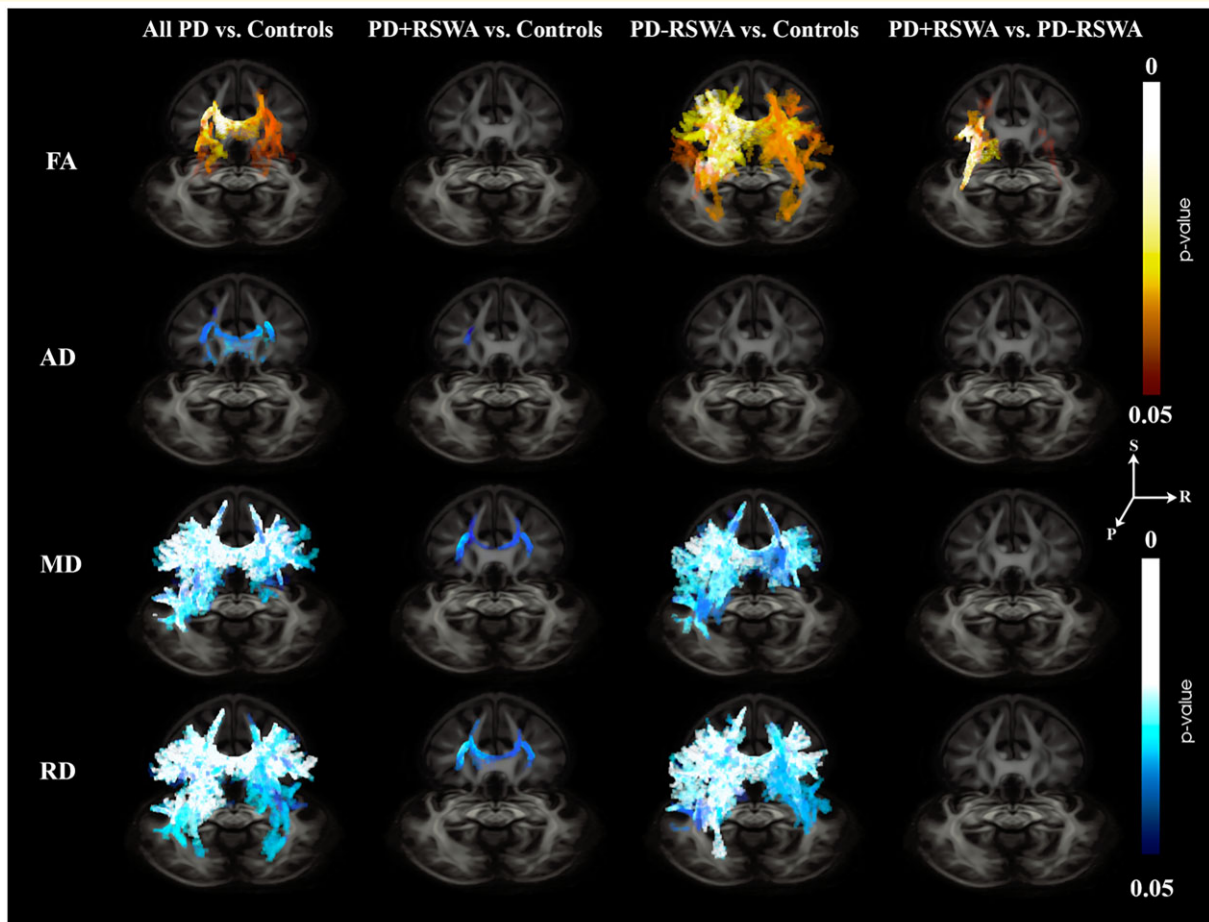 All PD vs. Controls PD+RSWA vs. Controls PD-RSWA vs. Controls PD+RSWA vs. PD-RSWA
0
FA
p-value
AD
0.05
S
R
P
MD
0
p-value
RD
0.05